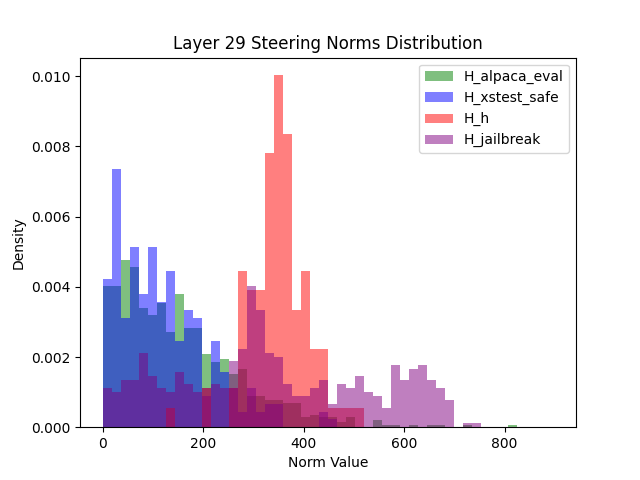 Layer 29 Steering Norms Distribution
H_alpaca_eval
H_xstest_safe
H_h
H_jailbreak
0.010
0.008
0.006
0.004
0.002
0.000
Density
0
200
400
600
800
Norm Value